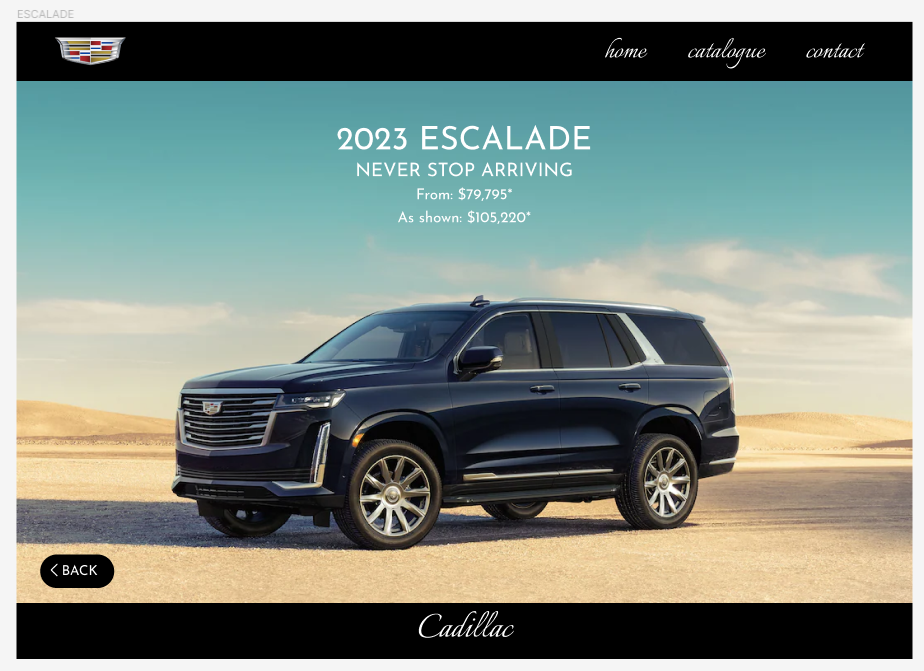 ESCALADE
home catalogue contact
2023 ESCALADE
NEVER STOP ARRIVING
From: $79,795*
As shown: $105,220*
< BACK
Cadillac